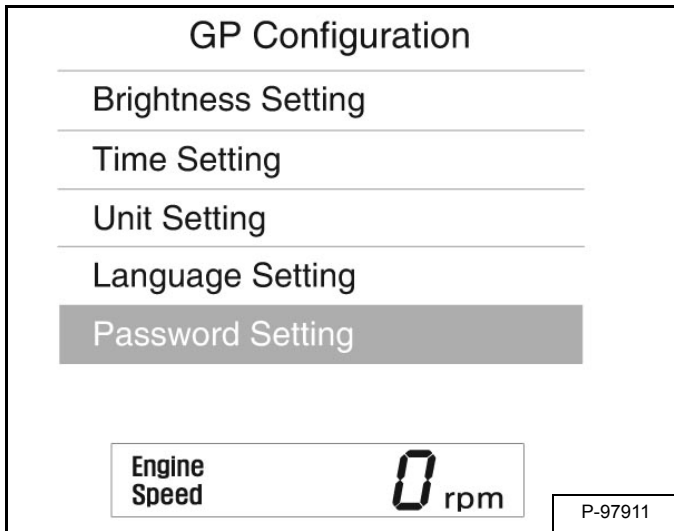 GP Configuration
Brightness Setting
Time Setting
Unit Setting
Language Setting
Password Setting
Engine
Speed
0 rpm
P-97911